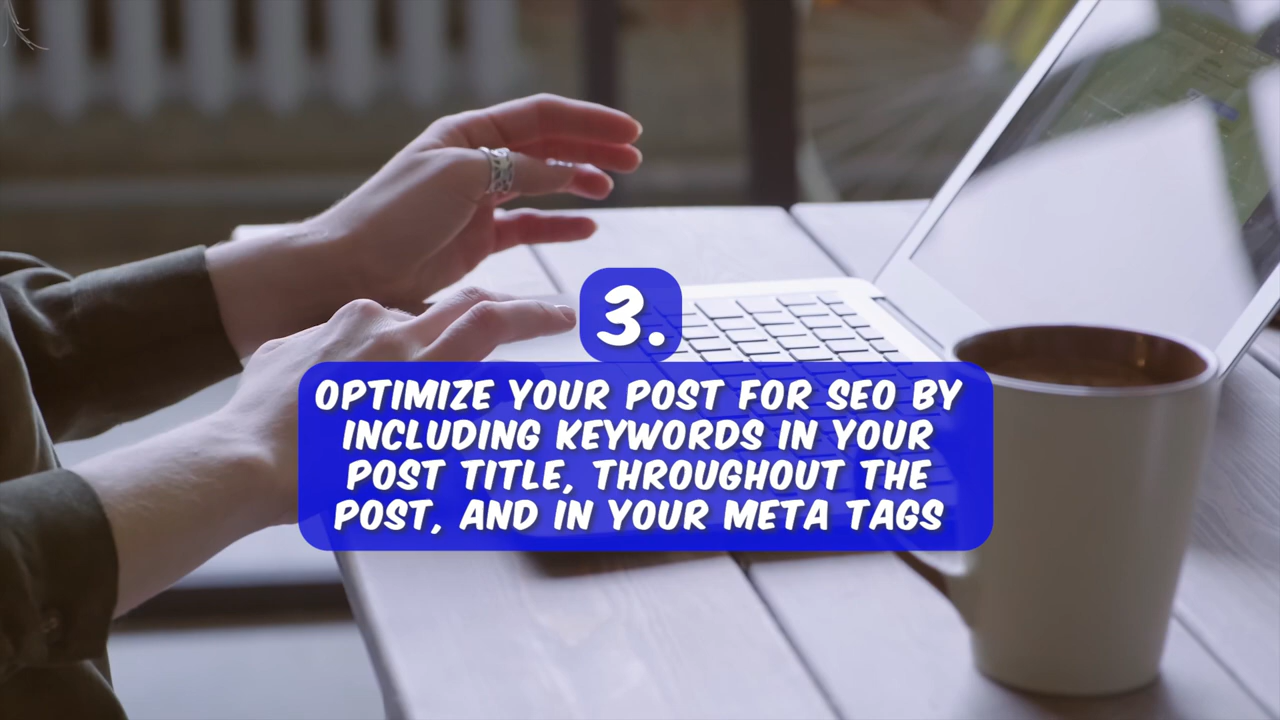 3.
OPTIMIZE YOUR POST FOR SEO BY
INCLUDING KEYWORDS IN YOUR
POST TITLE, THROUGHOUT THE
POST, AND IN YOUR META TAGS